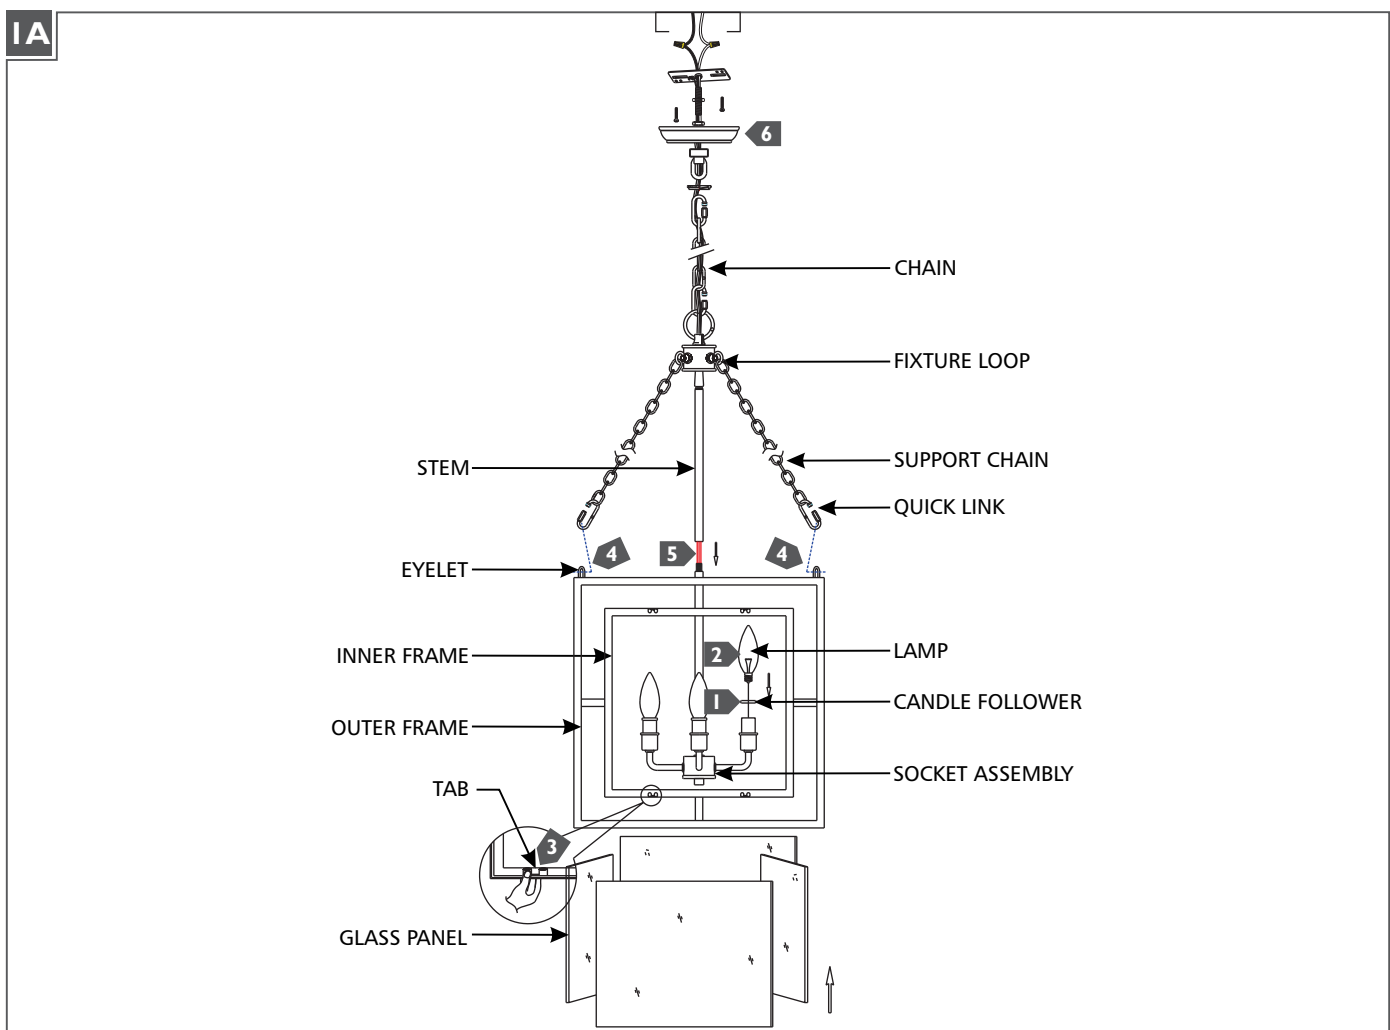 1A
6
CHAIN
FIXTURE LOOP
STEM
SUPPORT CHAIN
QUICK LINK
4
5
4
EYELET
INNER FRAME
2
LAMP
1
CANDLE FOLLOWER
OUTER FRAME
SOCKET ASSEMBLY
TAB
3
GLASS PANEL